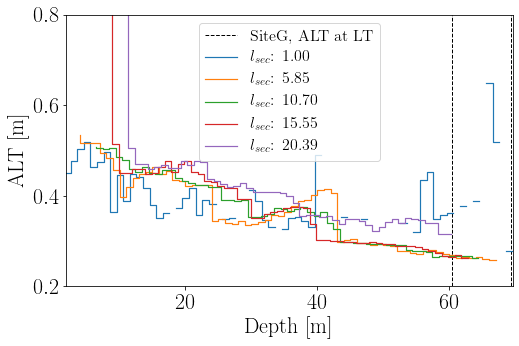 0.8
0.6
0.4
0.2
ALT [m]
SiteG, ALT at LT
l_sec: 1.00
l_sec: 5.85
l_sec: 10.70
l_sec: 15.55
l_sec: 20.39
20
40
60
Depth [m]